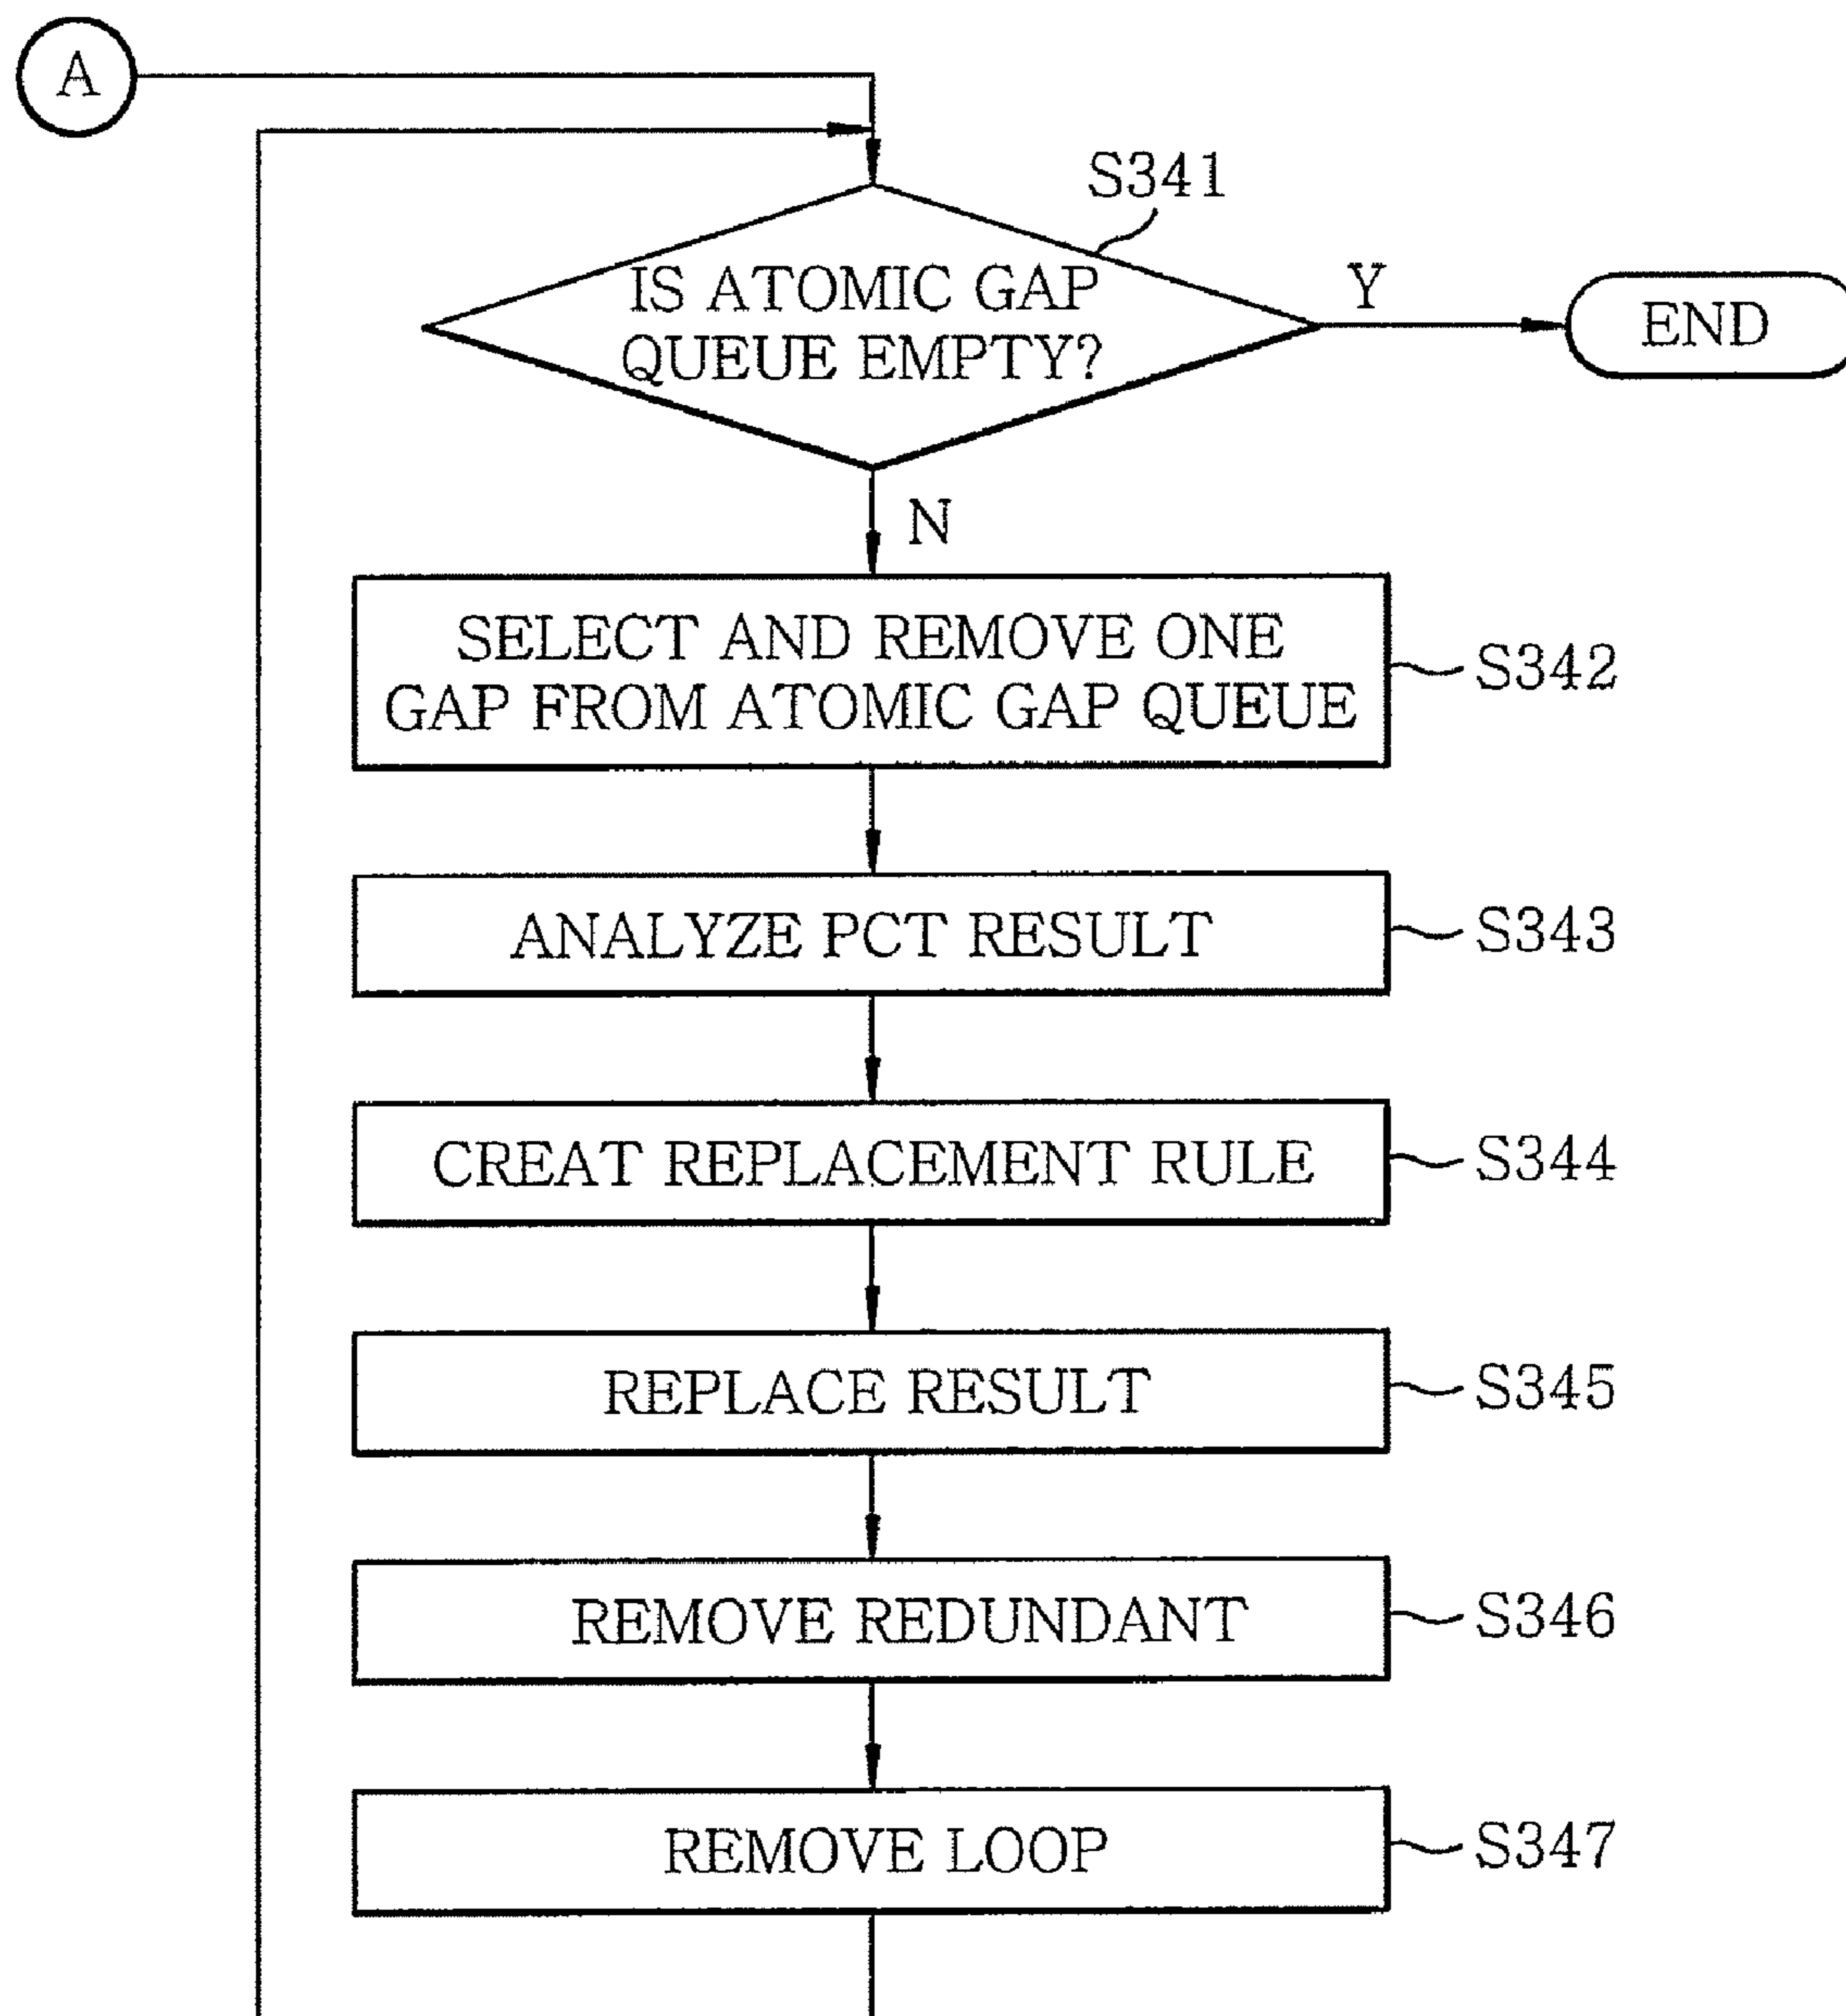 A
S341
IS ATOMIC GAP
QUEUE EMPTY?
Y
END
N
SELECT AND REMOVE ONE
GAP FROM ATOMIC GAP QUEUE
S342
ANALYZE PCT RESULT
S343
CREAT REPLACEMENT RULE
S344
REPLACE RESULT
S345
REMOVE REDUNDANT
S346
REMOVE LOOP
S347